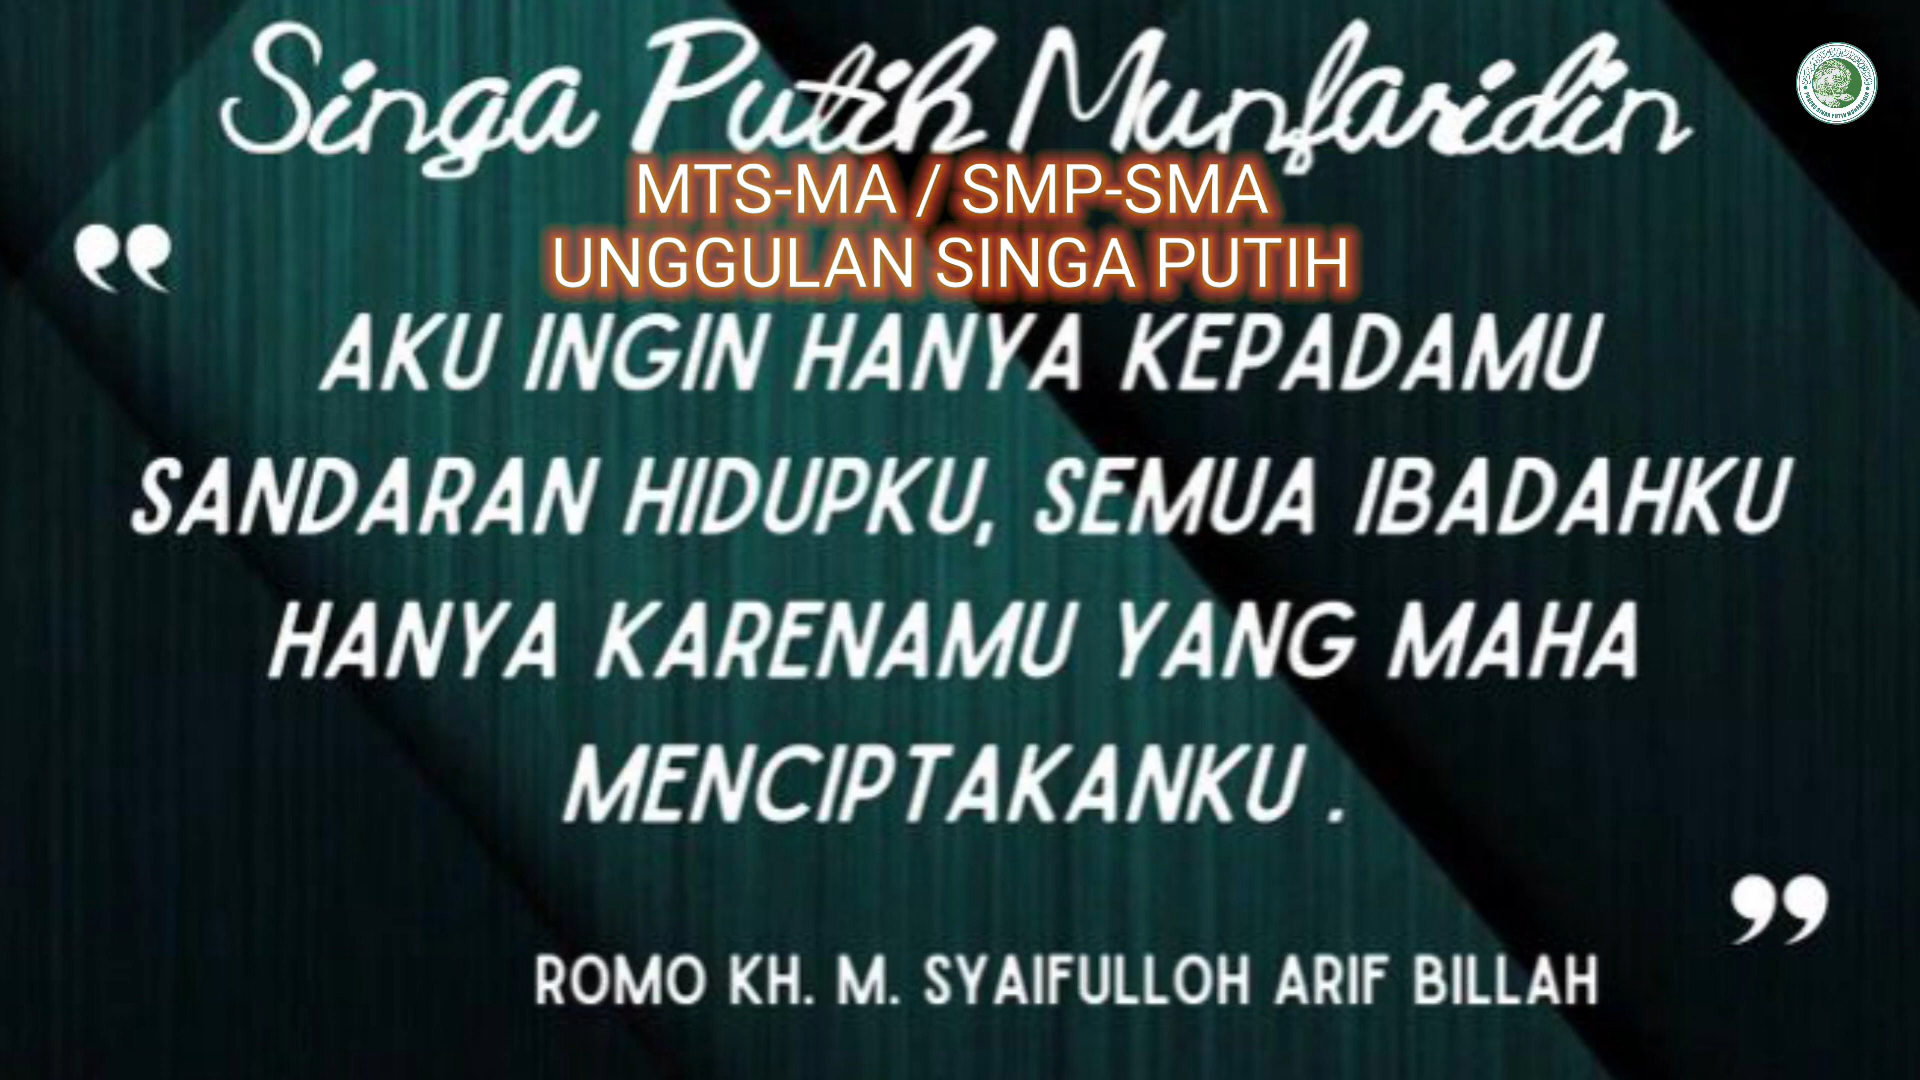 Singa Putih Munfaridin
MTS-MA / SMP-SMA
UNGGULAN SINGA PUTIH
AKU INGIN HANYA KEPADAMU
SANDARAN HIDUPKU, SEMUA IBADAHKU
HANYA KARENAMU YANG MAHA
MENCIPTAKANKU .
ROMO KH. M. SYAIFULLOH ARIF BILLAH